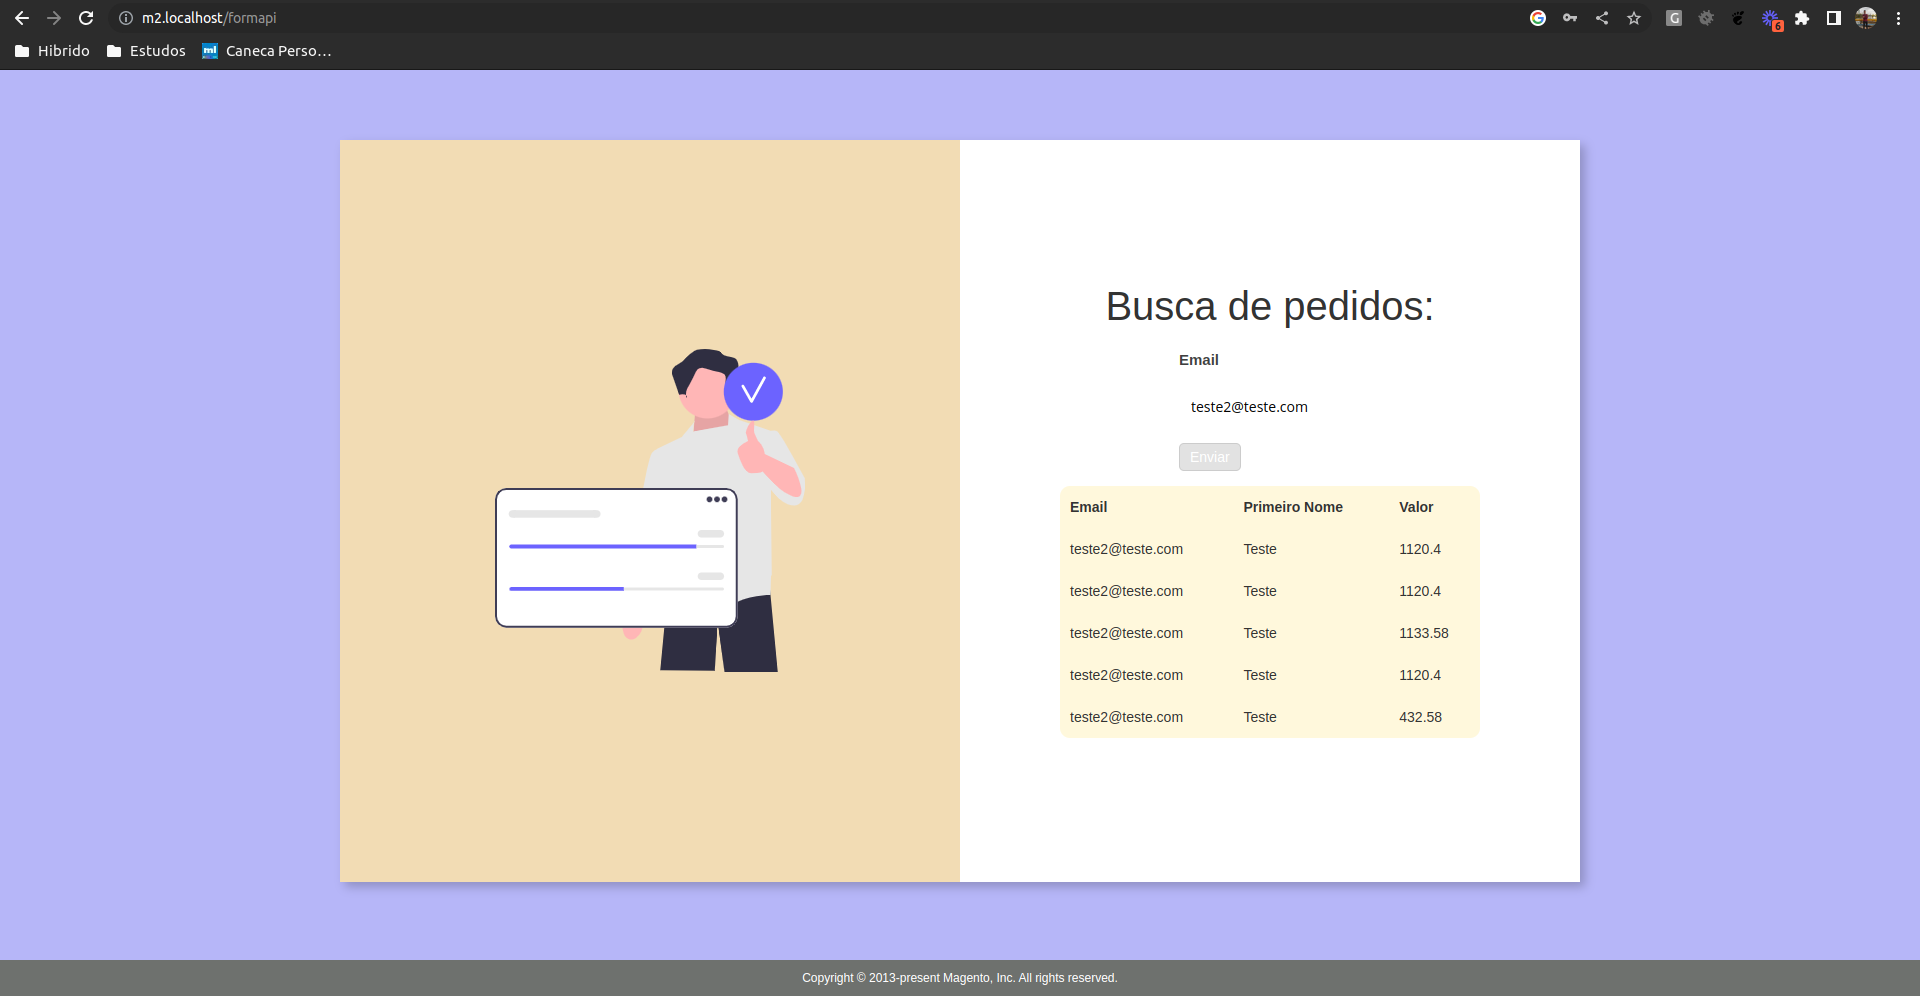 m2.localhost/formapi
G
6
Hibrido
Estudos
ml
Caneca Perso...
Busca de pedidos:
Email
teste2@teste.com
Enviar
Email Primeiro Nome Valor
teste2@teste.com Teste 1120.4
teste2@teste.com Teste 1120.4
teste2@teste.com Teste 1133.58
teste2@teste.com Teste 1120.4
teste2@teste.com Teste 432.58
Copyright © 2013-present Magento, Inc. All rights reserved.